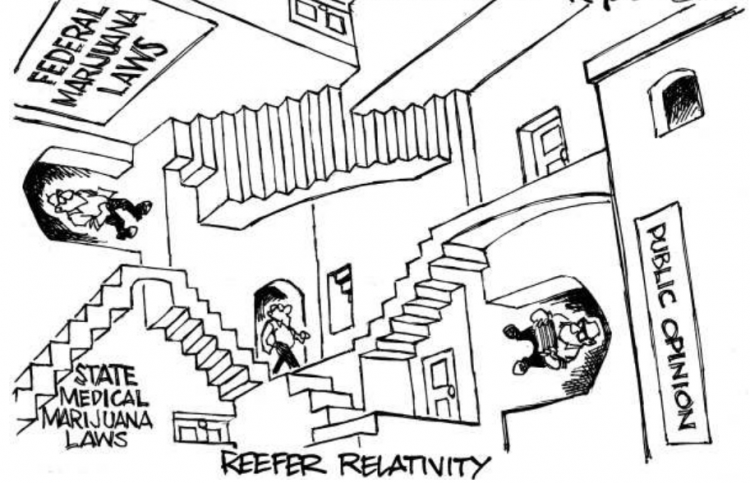 FEDERAL
MARIJUANA
LAWS
PUBLIC OPINION
STATE
MEDICAL
MARIJUANA
LAWS
REEFER RELATIVITY